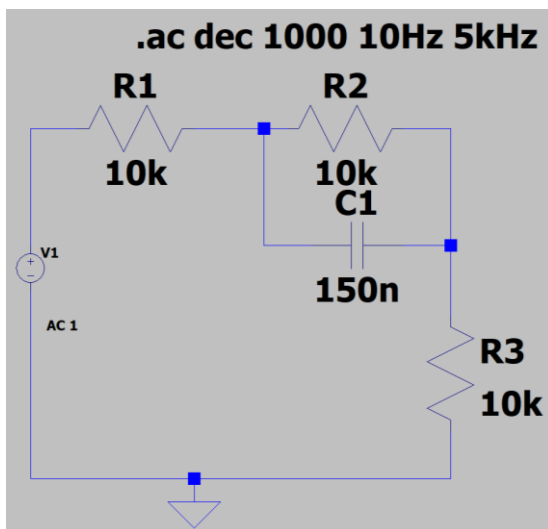 .ac dec 1000 10Hz 5kHz
R1
R2
10k
10k
C1
V1
150n
AC 1
R3
10k